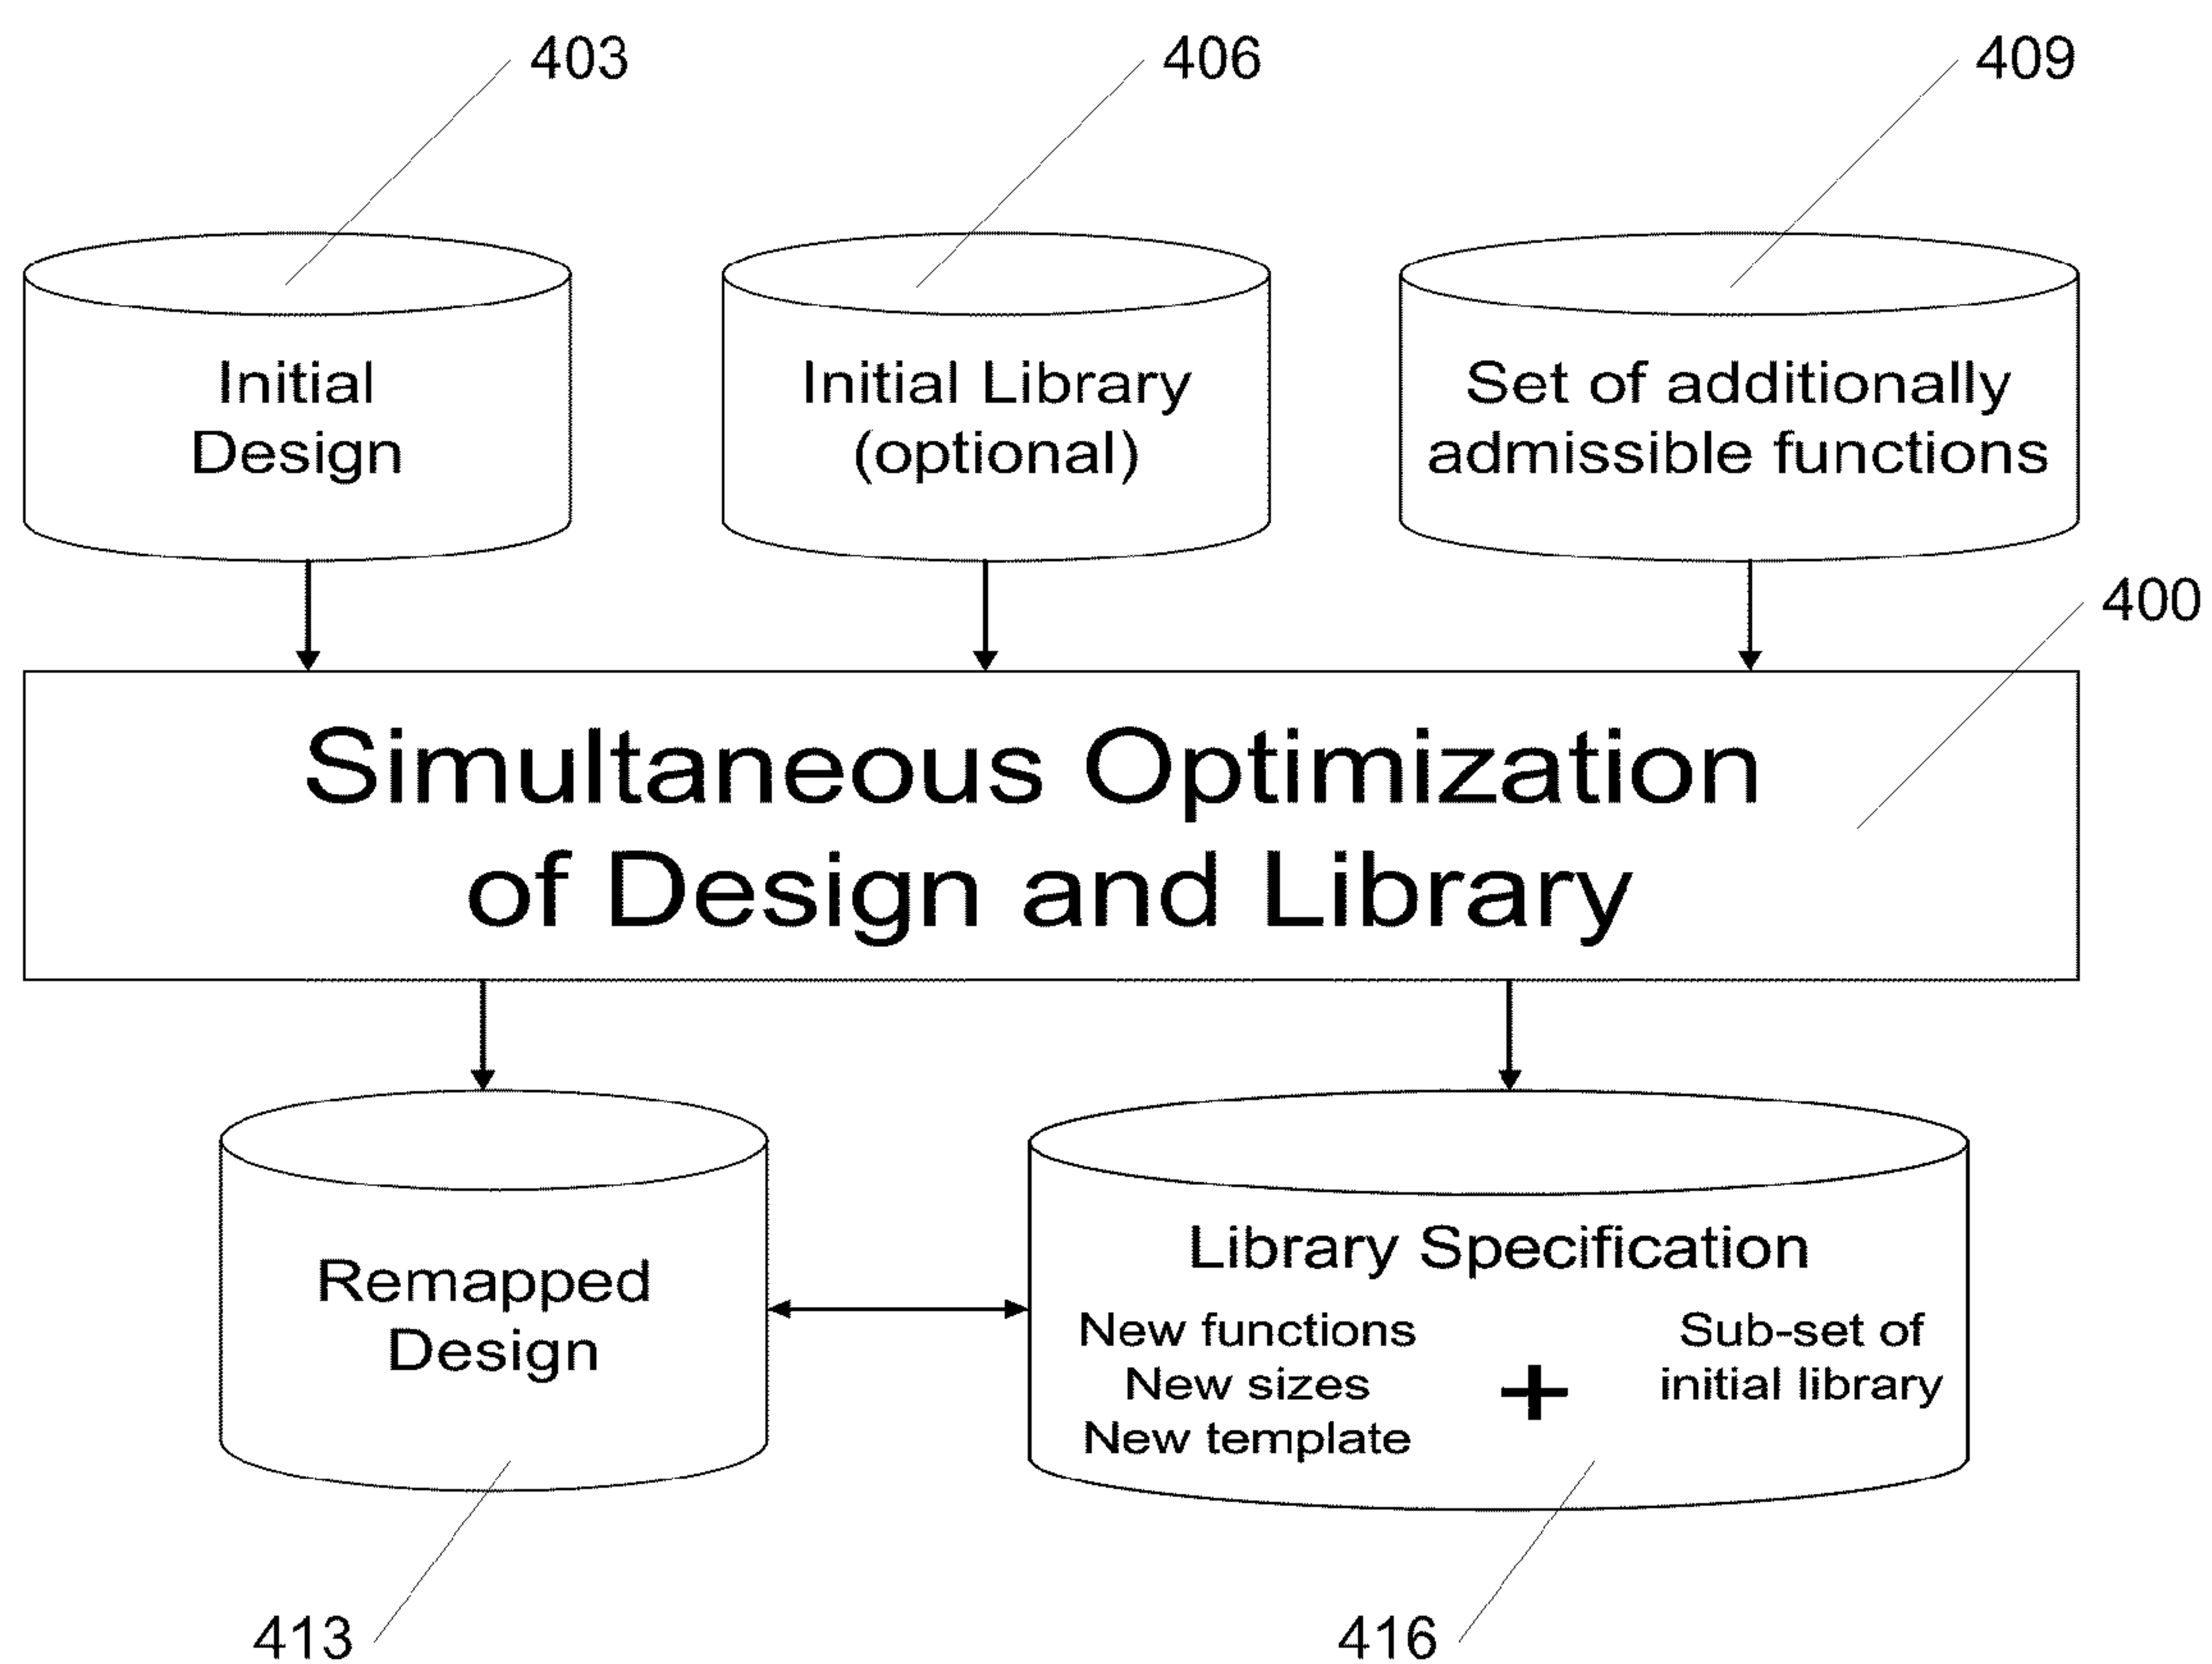 403
406
409
Initial
Design
Initial Library
(optional)
Set of additionally
admissible functions
400
Simultaneous Optimization
of Design and Library
Remapped
Design
Library Specification
New functions
New sizes
New template
+
Sub-set of
initial library
413
416